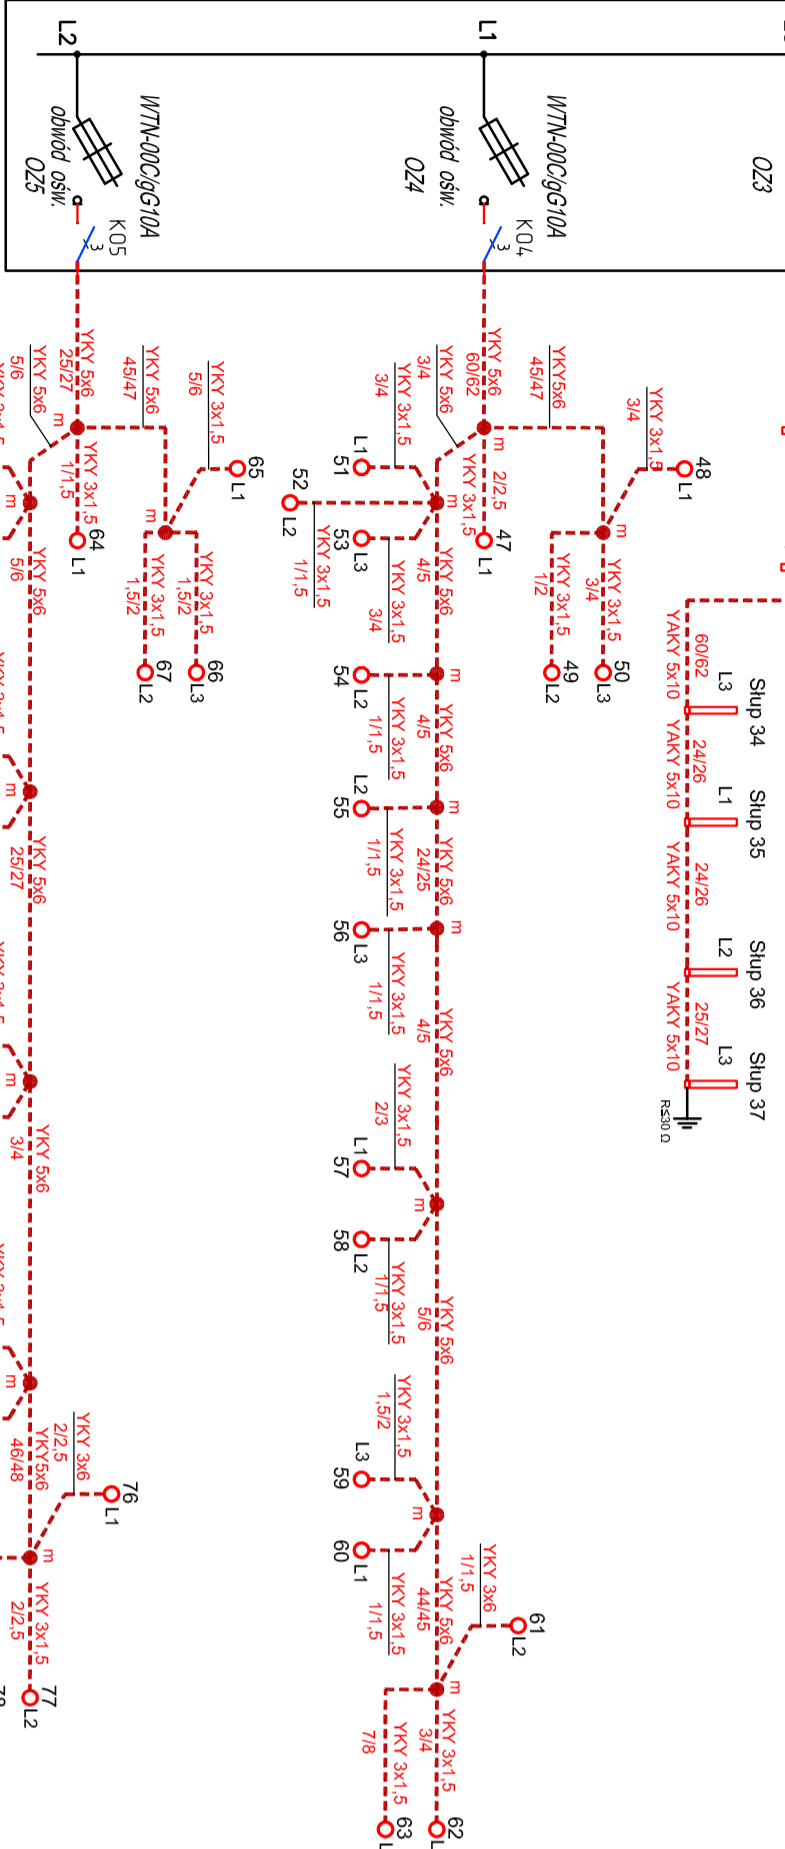 OZ3
L1
WTN-00C/gG10A
obwód ośw.
OZ4
K04
3
L2
WTN-00C/gG10A
obwód ośw.
OZ5
K05
3
Słup 34
Słup 35
Słup 36
Słup 37
L3
L1
L2
L3
60/62
24/26
24/26
25/27
YAKY 5x10
YAKY 5x10
YAKY 5x10
YAKY 5x10
R≤30 Ω
48
L1
YKY 3x1,5
3/4
YKY5x6
45/47
m
YKY 3x1,5
3/4
50
L3
YKY 3x1,5
1/2
49
L2
YKY 5x6
60/62
m
2/2,5
YKY 3x1,5
47
L1
YKY 5x6
3/4
YKY 3x1,5
3/4
L1
51
52
L2
YKY 3x1,5
1/1,5
53
L3
YKY 3x1,5
3/4
YKY 5x6
4/5
m
54
L2
YKY 3x1,5
1/1,5
YKY 5x6
4/5
m
L2
55
YKY 3x1,5
1/1,5
YKY 5x6
24/25
m
56
L3
YKY 3x1,5
1/1,5
YKY 5x6
4/5
YKY 3x1,5
2/3
L1
57
m
58
L2
YKY 3x1,5
1/1,5
YKY 5x6
5/6
YKY 3x1,5
1,5/2
L3
59
m
60
L1
YKY 3x1,5
1/1,5
YKY 5x6
44/45
YKY 3x6
1/1,5
61
L2
m
YKY 3x1,5
3/4
62
YKY 3x1,5
7/8
63
65
L1
YKY 3x1,5
5/6
YKY 5x6
45/47
m
YKY 3x1,5
1,5/2
66
L3
YKY 3x1,5
1,5/2
67
L2
YKY 5x6
25/27
m
YKY 3x1,5
1/1,5
64
L1
YKY 5x6
5/6
m
YKY 5x6
5/6
m
YKY 5x6
25/27
m
YKY 5x6
3/4
m
YKY5x6
46/48
YKY 3x6
2/2,5
76
L1
m
YKY 3x1,5
2/2,5
77
L2